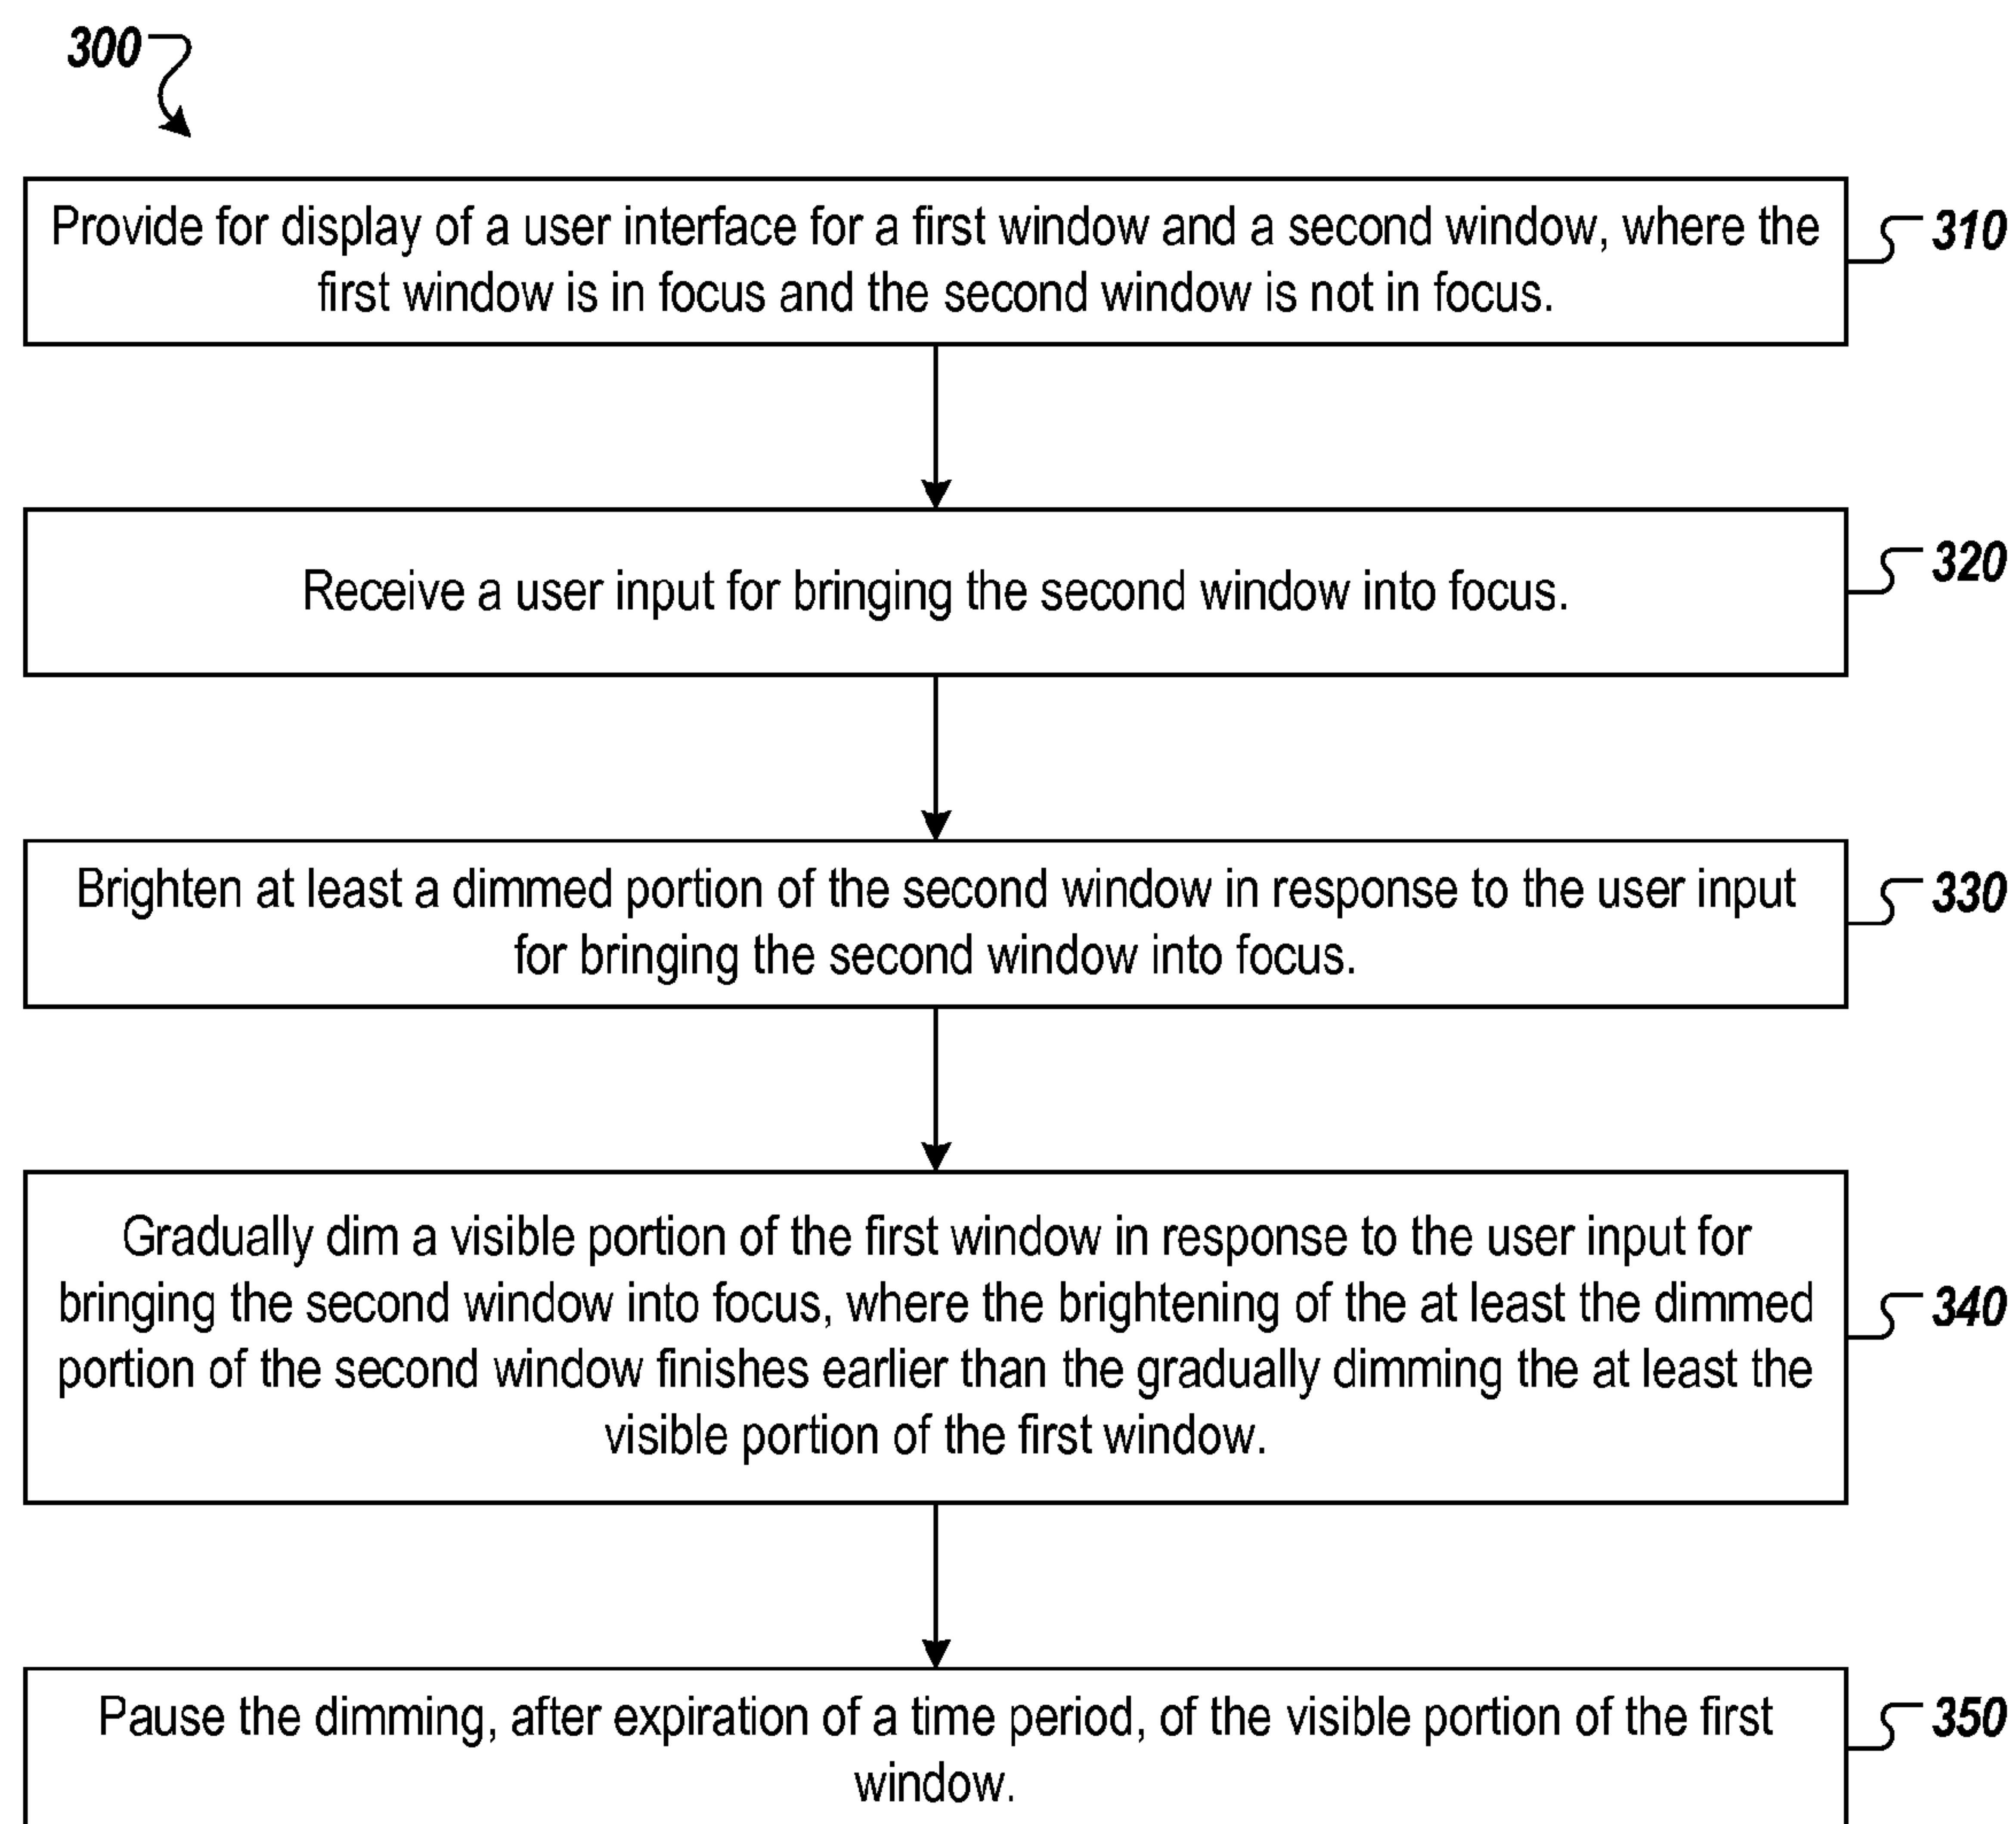 300
Provide for display of a user interface for a first window and a second window, where the
first window is in focus and the second window is not in focus.
310
Receive a user input for bringing the second window into focus.
320
Brighten at least a dimmed portion of the second window in response to the user input
for bringing the second window into focus.
330
Gradually dim a visible portion of the first window in response to the user input for
bringing the second window into focus, where the brightening of the at least the dimmed
portion of the second window finishes earlier than the gradually dimming the at least the
visible portion of the first window.
340
Pause the dimming, after expiration of a time period, of the visible portion of the first
window.
350